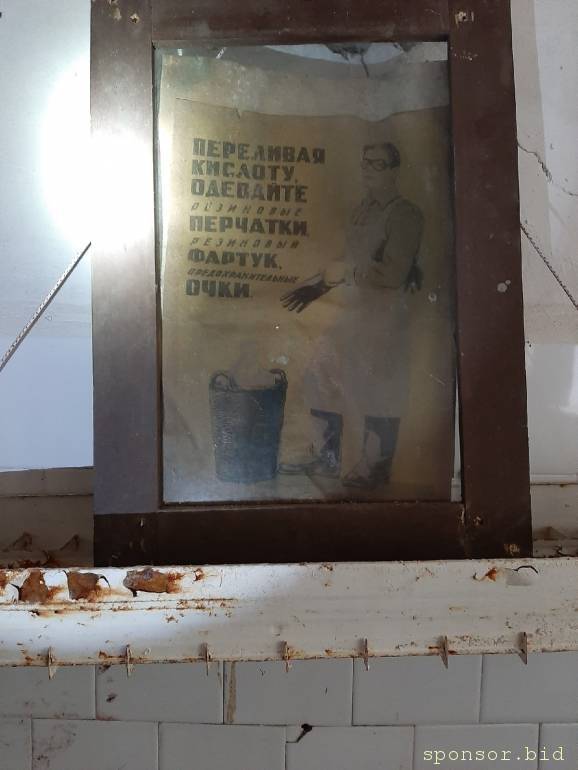 ПЕРЕЛИВАЯ
КИСЛОТУ,
ОДЕВАЙТЕ
РЕЗИНОВЫЕ
ПЕРЧАТКИ,
РЕЗИНОВЫЙ
ФАРТУК,
ПРЕДОХРАНИТЕЛЬНЫЕ
ОЧКИ.
sponsor.bid